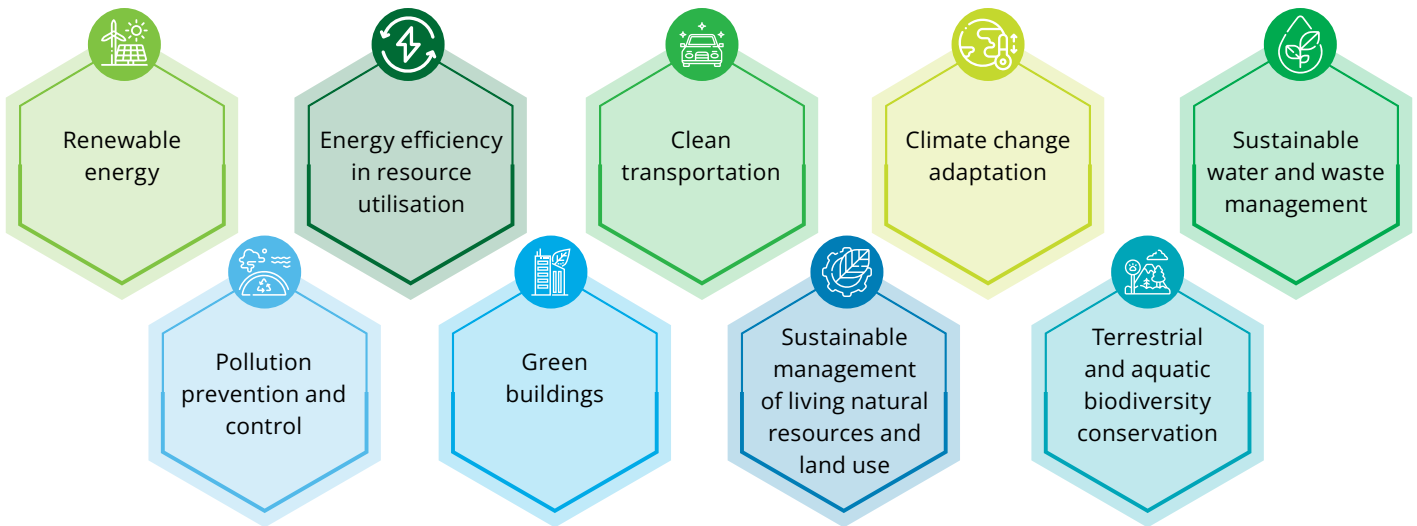 Renewable
energy
Energy efficiency
in resource
utilisation
Clean
transportation
Climate change
adaptation
Sustainable
water and waste
management
Pollution
prevention and
control
Green
buildings
Sustainable
management
of living natural
resources and
land use
Terrestrial
and aquatic
biodiversity
conservation